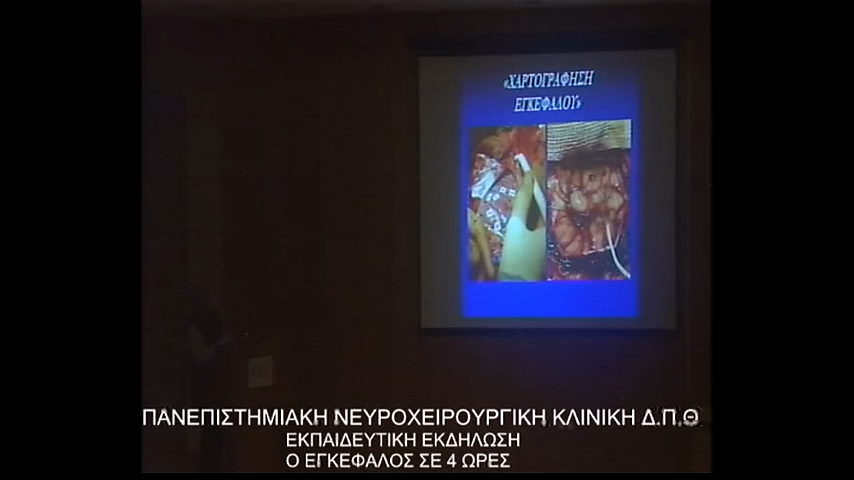 «ΧΑΡΤΟΓΡΑΦΗΣΗ
ΕΓΚΕΦΑΛΟΥ»
ΠΑΝΕΠΙΣΤΗΜΙΑΚΗ ΝΕΥΡΟΧΕΙΡΟΥΡΓΙΚΗ ΚΛΙΝΙΚΗ Δ.Π.Θ.
ΕΚΠΑΙΔΕΥΤΙΚΗ ΕΚΔΗΛΩΣΗ
Ο ΕΓΚΕΦΑΛΟΣ ΣΕ 4 ΩΡΕΣ